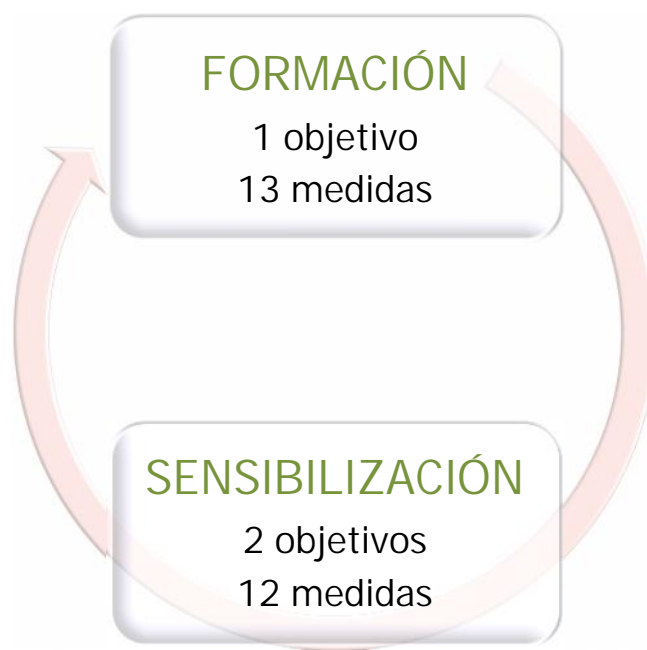 FORMACIÓN
1 objetivo
13 medidas
SENSIBILIZACIÓN
2 objetivos
12 medidas